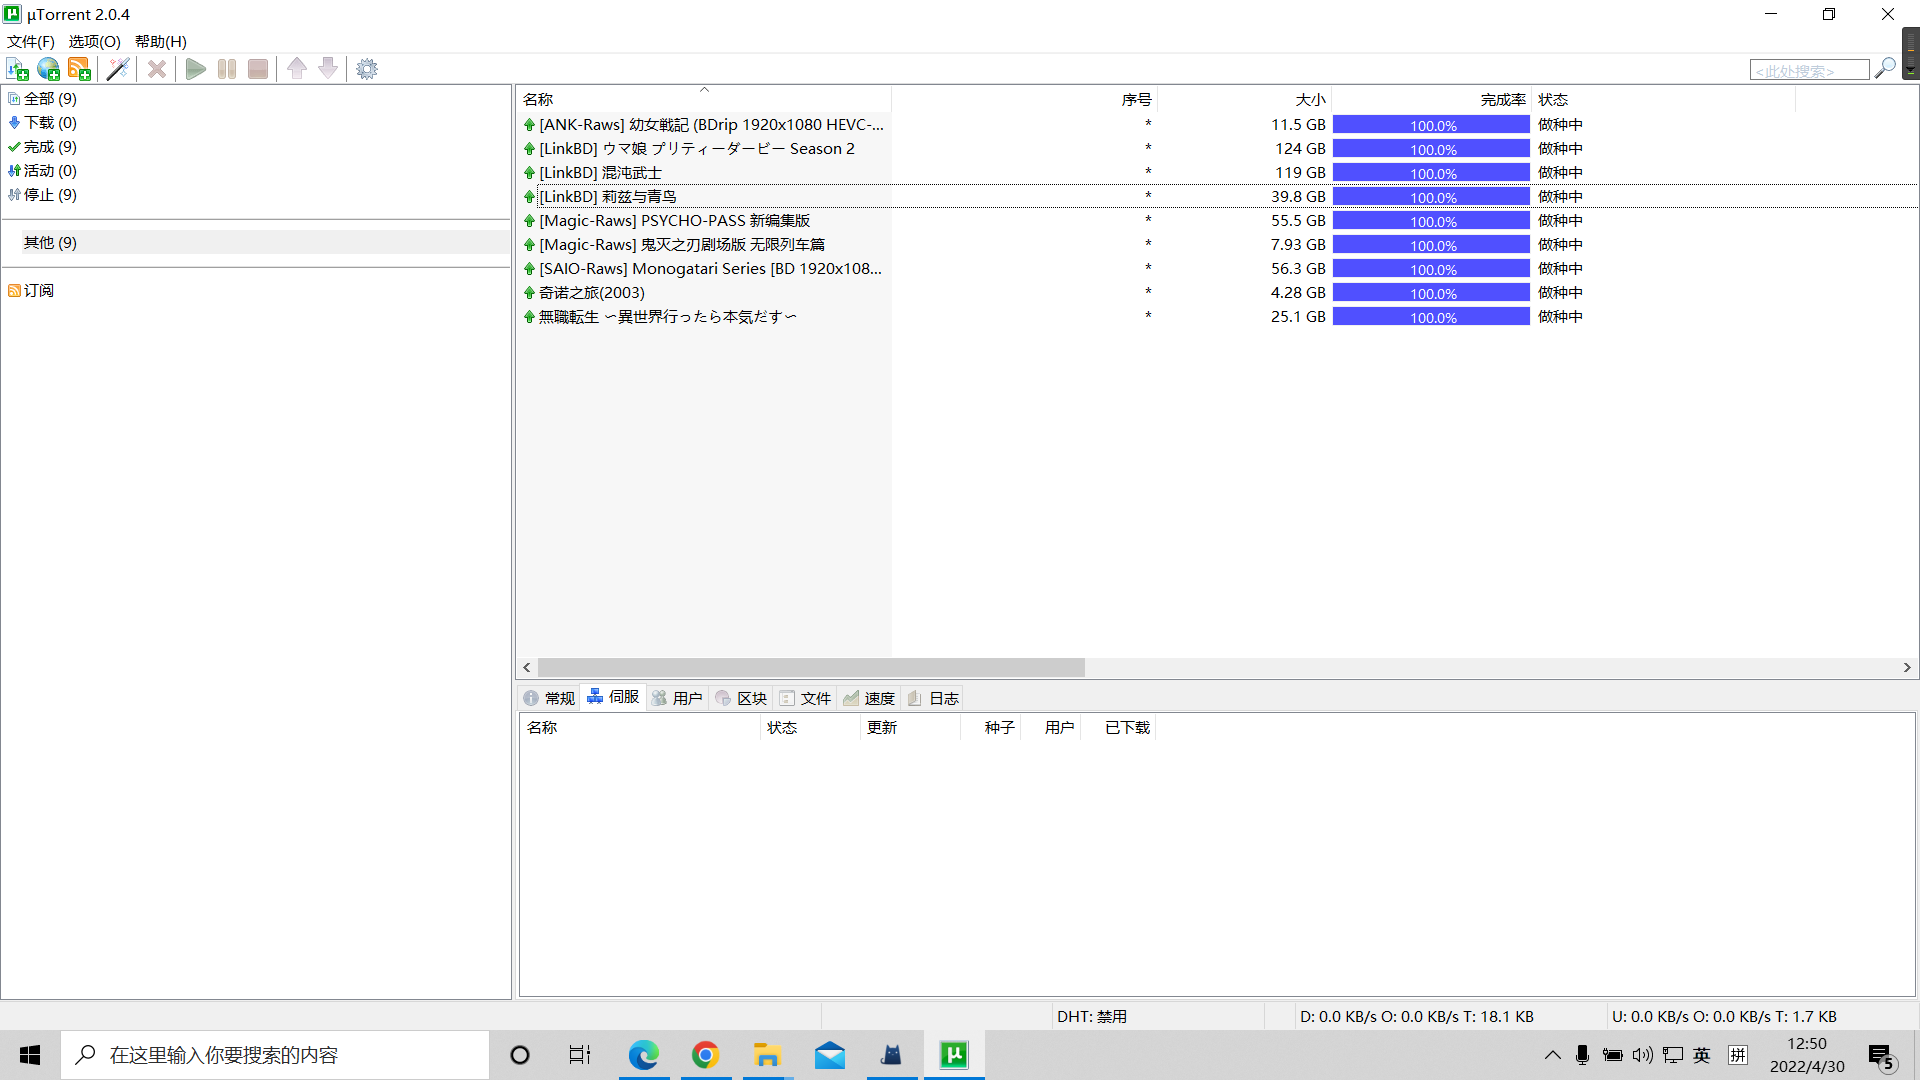 µTorrent 2.0.4
文件(F) 选项(O) 帮助(H)
<此处搜索>
全部 (9)
下载 (0)
完成 (9)
活动 (0)
停止 (9)
其他 (9)
订阅
名称 序号 大小 完成率 状态
[ANK-Raws] 幼女戦記 (BDrip 1920x1080 HEVC-... * 11.5 GB 100.0% 做种中
[LinkBD] ウマ娘 プリティーダービー Season 2 * 124 GB 100.0% 做种中
[LinkBD] 混沌武士 * 119 GB 100.0% 做种中
[LinkBD] 莉兹与青鸟 * 39.8 GB 100.0% 做种中
[Magic-Raws] PSYCHO-PASS 新编集版 * 55.5 GB 100.0% 做种中
[Magic-Raws] 鬼灭之刃剧场版 无限列车篇 * 7.93 GB 100.0% 做种中
[SAIO-Raws] Monogatari Series [BD 1920x108... * 56.3 GB 100.0% 做种中
奇诺之旅(2003) * 4.28 GB 100.0% 做种中
無職転生 ～異世界行ったら本気だす～ * 25.1 GB 100.0% 做种中
常规 伺服 用户 区块 文件 速度 日志
名称 状态 更新 种子 用户 已下载
DHT: 禁用 D: 0.0 KB/s O: 0.0 KB/s T: 18.1 KB U: 0.0 KB/s O: 0.0 KB/s T: 1.7 KB
在这里输入你要搜索的内容
英 拼
12:50
2022/4/30
5